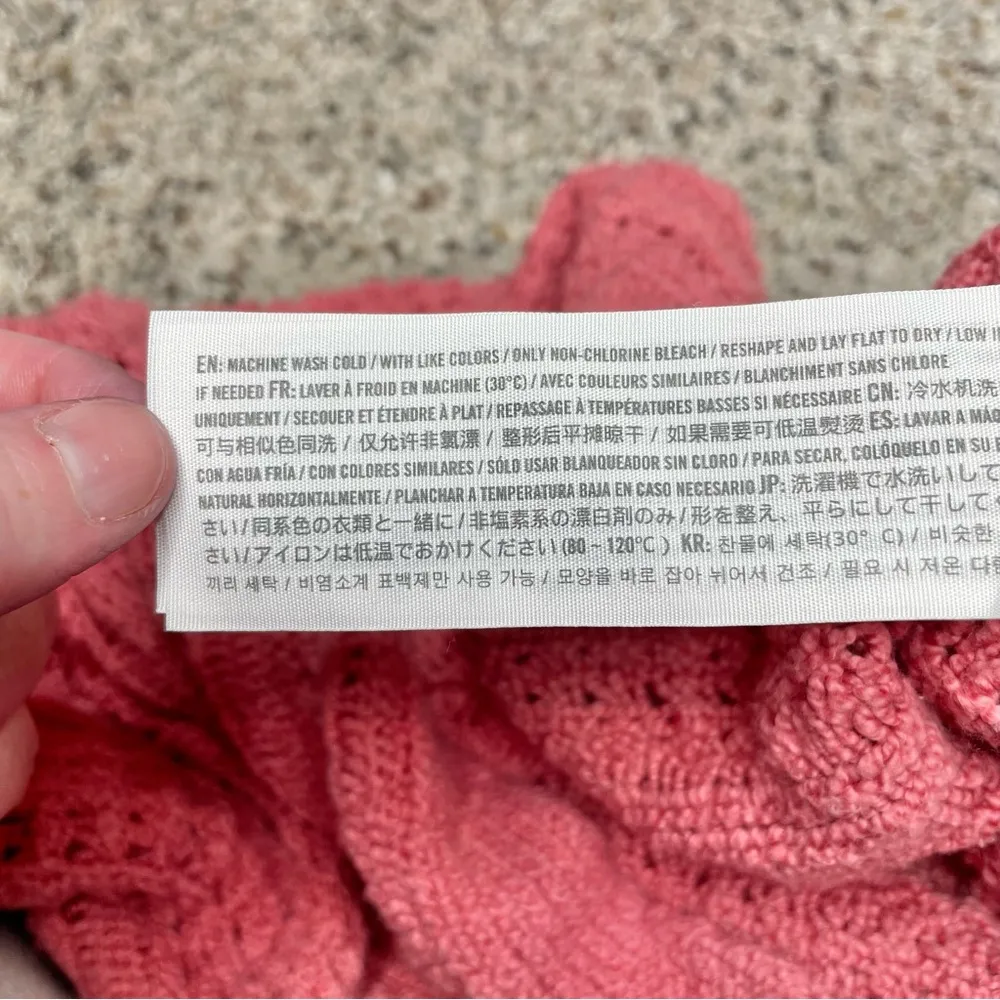 EN: MACHINE WASH COLD / WITH LIKE COLORS / ONLY NON-CHLORINE BLEACH / RESHAPE AND LAY FLAT TO DRY / LOW
IF NEEDED FR: LAVER À FROID EN MACHINE (30°C) / AVEC COULEURS SIMILAIRES / BLANCHIMENT SANS CHLORE
UNIQUEMENT / SECOUER ET ÉTENDRE À PLAT / REPASSAGE À TEMPÉRATURES BASSES SI NÉCESSAIRE CN: 冷水机洗
可与相似色同洗 / 仅允许非氯漂 / 整形后平摊晾干 / 如果需要可低温熨烫 ES: LAVAR A
CON AGUA FRÍA / CON COLORES SIMILARES / SÓLO USAR BLANQUEADOR SIN CLORO / PARA SECAR, COLÓQUELO EN SU
NATURAL HORIZONTALMENTE / PLANCHAR A TEMPERATURA BAJA EN CASO NECESARIO JP: 洗濯機で水洗いして
さい/同系色の衣類と一緒に/非塩素系の漂白剤のみ/形を整え、平らにして干して
さい/アイロンは低温でおかけください(80~120°C) KR: 찬물에 세탁(30° C) / 비슷한
끼리 세탁 / 비염소계 표백제만 사용 가능 / 모양을 바로 잡아 뉘어서 건조 / 필요 시 저온